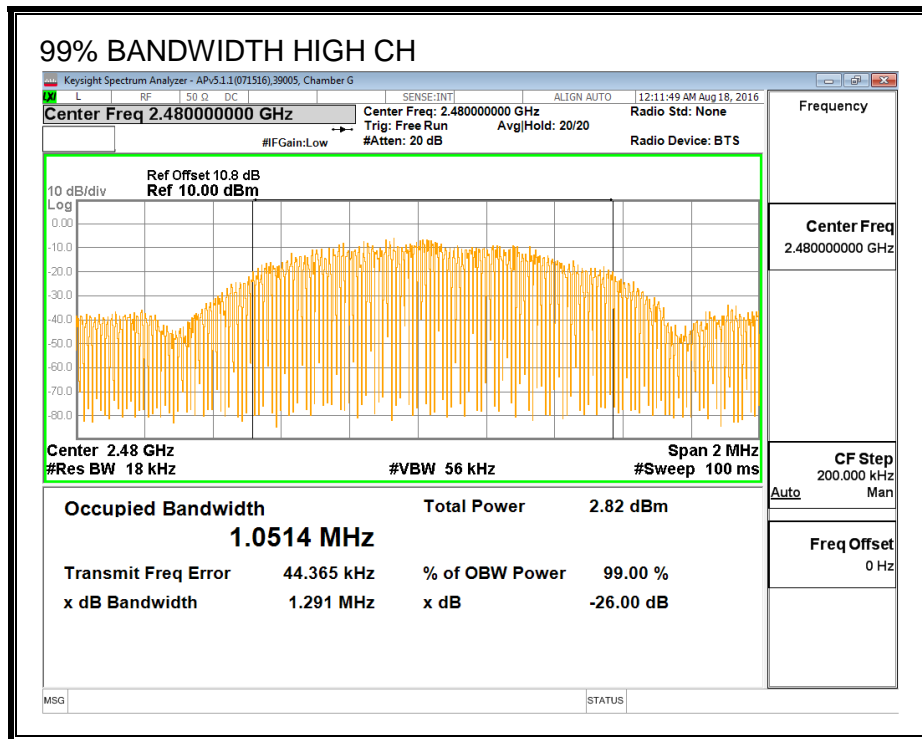 99% BANDWIDTH HIGH CH
Keysight Spectrum Analyzer - APv5.1.1(071516),39005, Chamber G
LXI L RF 50 Ω DC SENSE:INT ALIGN AUTO 12:11:49 AM Aug 18, 2016
Center Freq 2.480000000 GHz
Center Freq: 2.480000000 GHz
Radio Std: None
Trig: Free Run Avg|Hold: 20/20
#IFGain:Low
#Atten: 20 dB
Radio Device: BTS
Ref Offset 10.8 dB
10 dB/div Ref 10.00 dBm
Log
0.00
-10.0
-20.0
-30.0
-40.0
-50.0
-60.0
-70.0
-80.0
Center 2.48 GHz Span 2 MHz
#Res BW 18 kHz #VBW 56 kHz #Sweep 100 ms
Occupied Bandwidth Total Power 2.82 dBm
1.0514 MHz
Transmit Freq Error 44.365 kHz % of OBW Power 99.00 %
x dB Bandwidth 1.291 MHz x dB -26.00 dB
MSG STATUS
Frequency
Center Freq
2.480000000 GHz
CF Step
200.000 kHz
Auto Man
Freq Offset
0 Hz